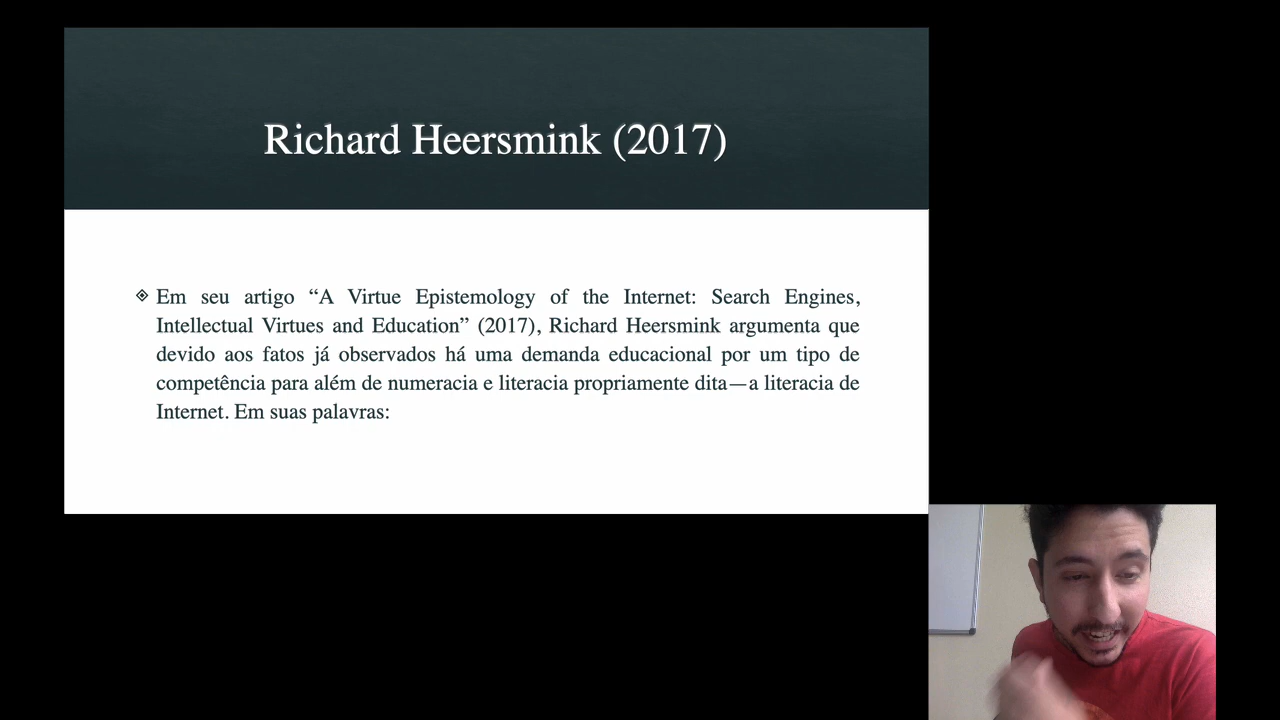 Richard Heersmink (2017)
Em seu artigo “A Virtue Epistemology of the Internet: Search Engines,
Intellectual Virtues and Education” (2017), Richard Heersmink argumenta que
devido aos fatos já observados há uma demanda educacional por um tipo de
competência para além de numeracia e literacia propriamente dita—a literacia de
Internet. Em suas palavras: